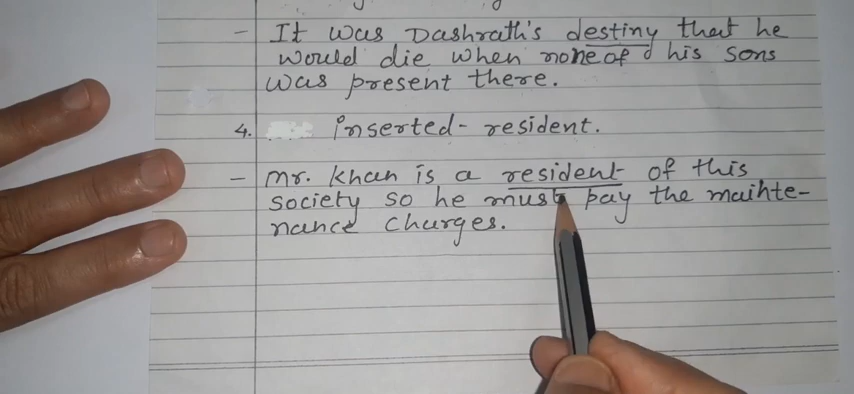 - It was Dashrath's destiny that he
would die when none of his sons
was present there.
4. inserted - resident.
- Mr. Khan is a resident of this
society so he must pay the mainte-
nance charges.